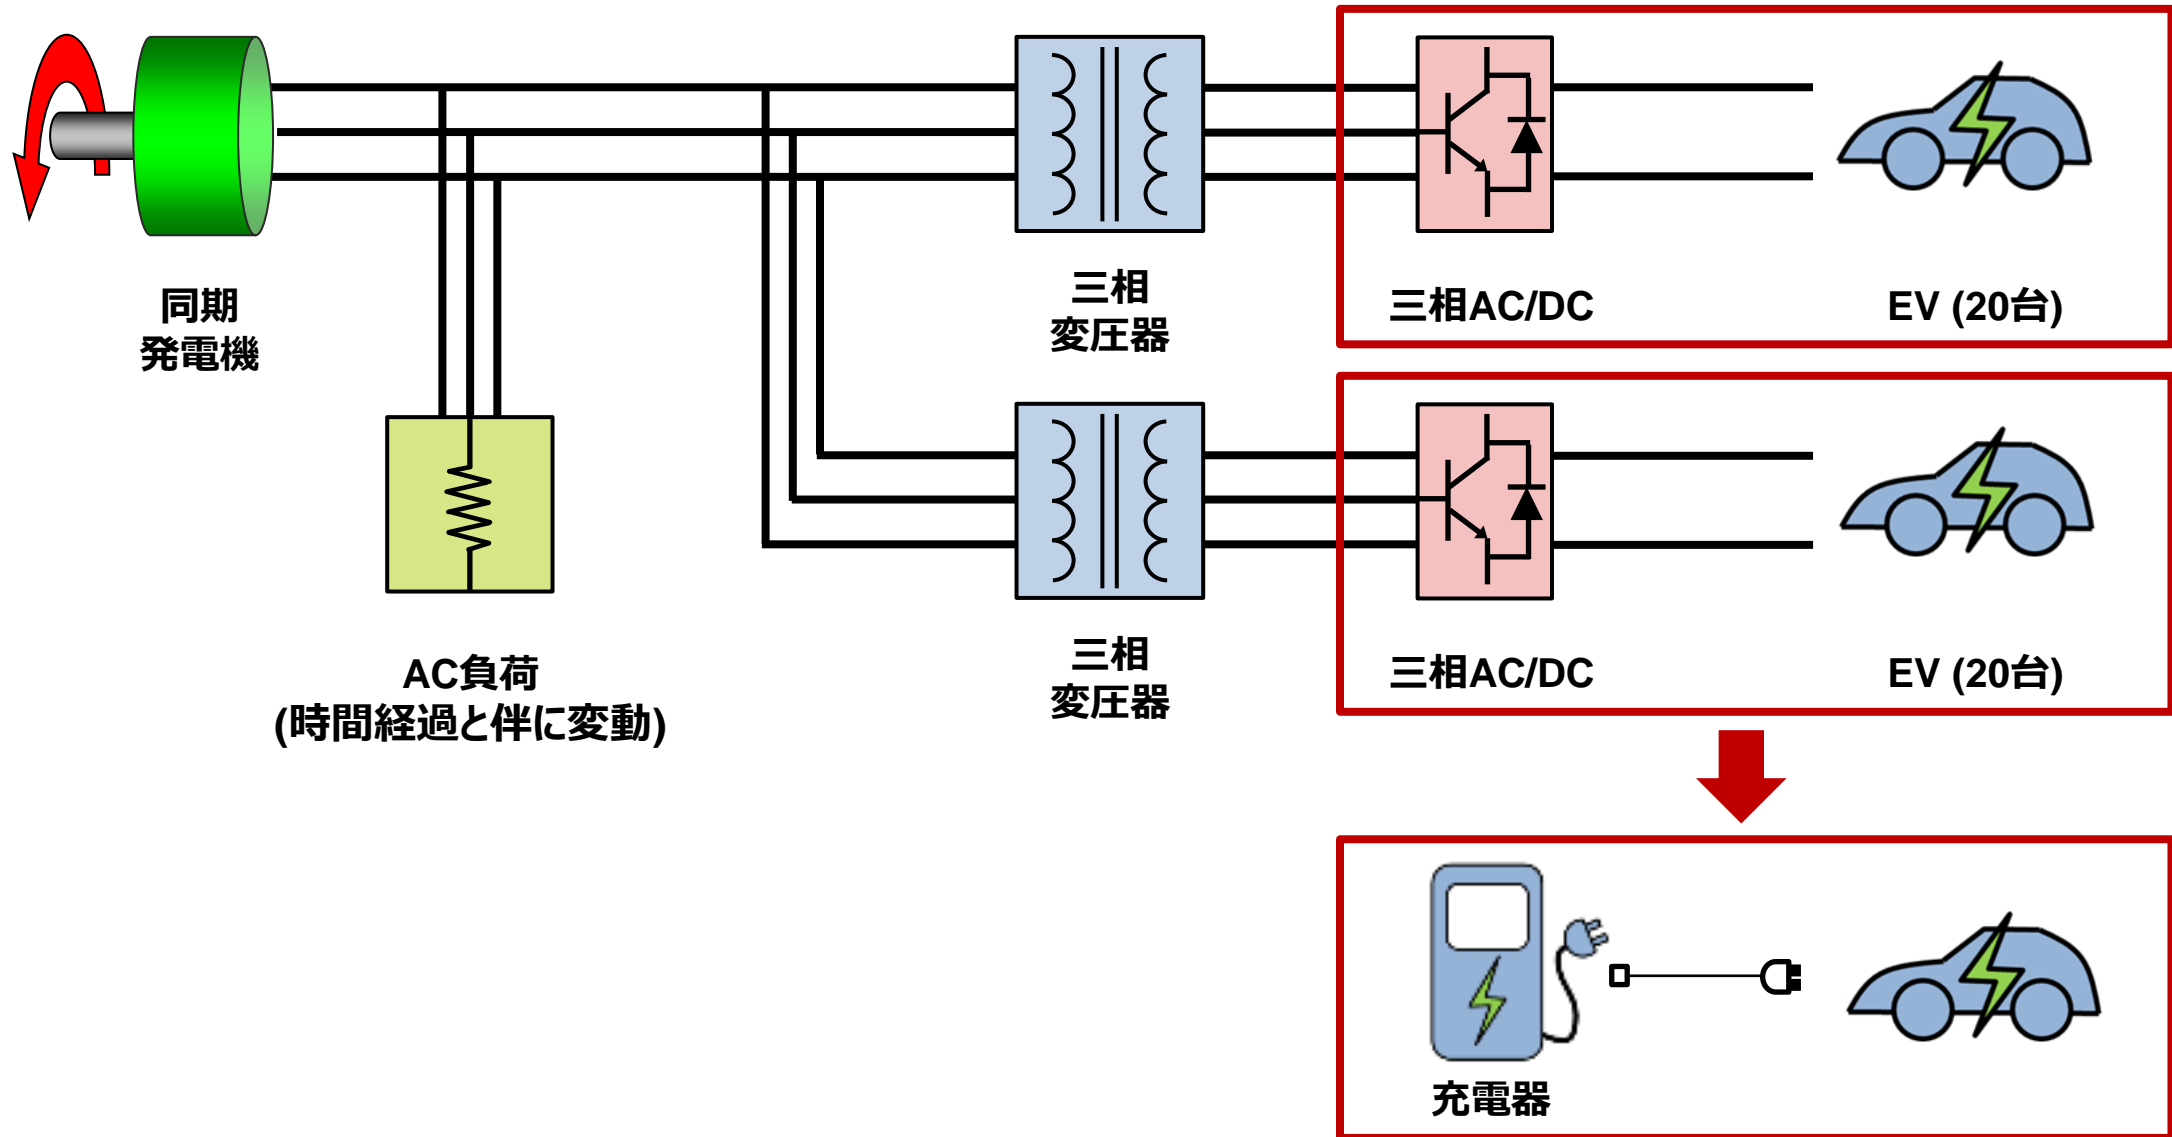 同期
発電機
AC負荷
(時間経過と伴に変動)
三相
変圧器
三相AC/DC
EV (20台)
三相
変圧器
三相AC/DC
EV (20台)
充電器